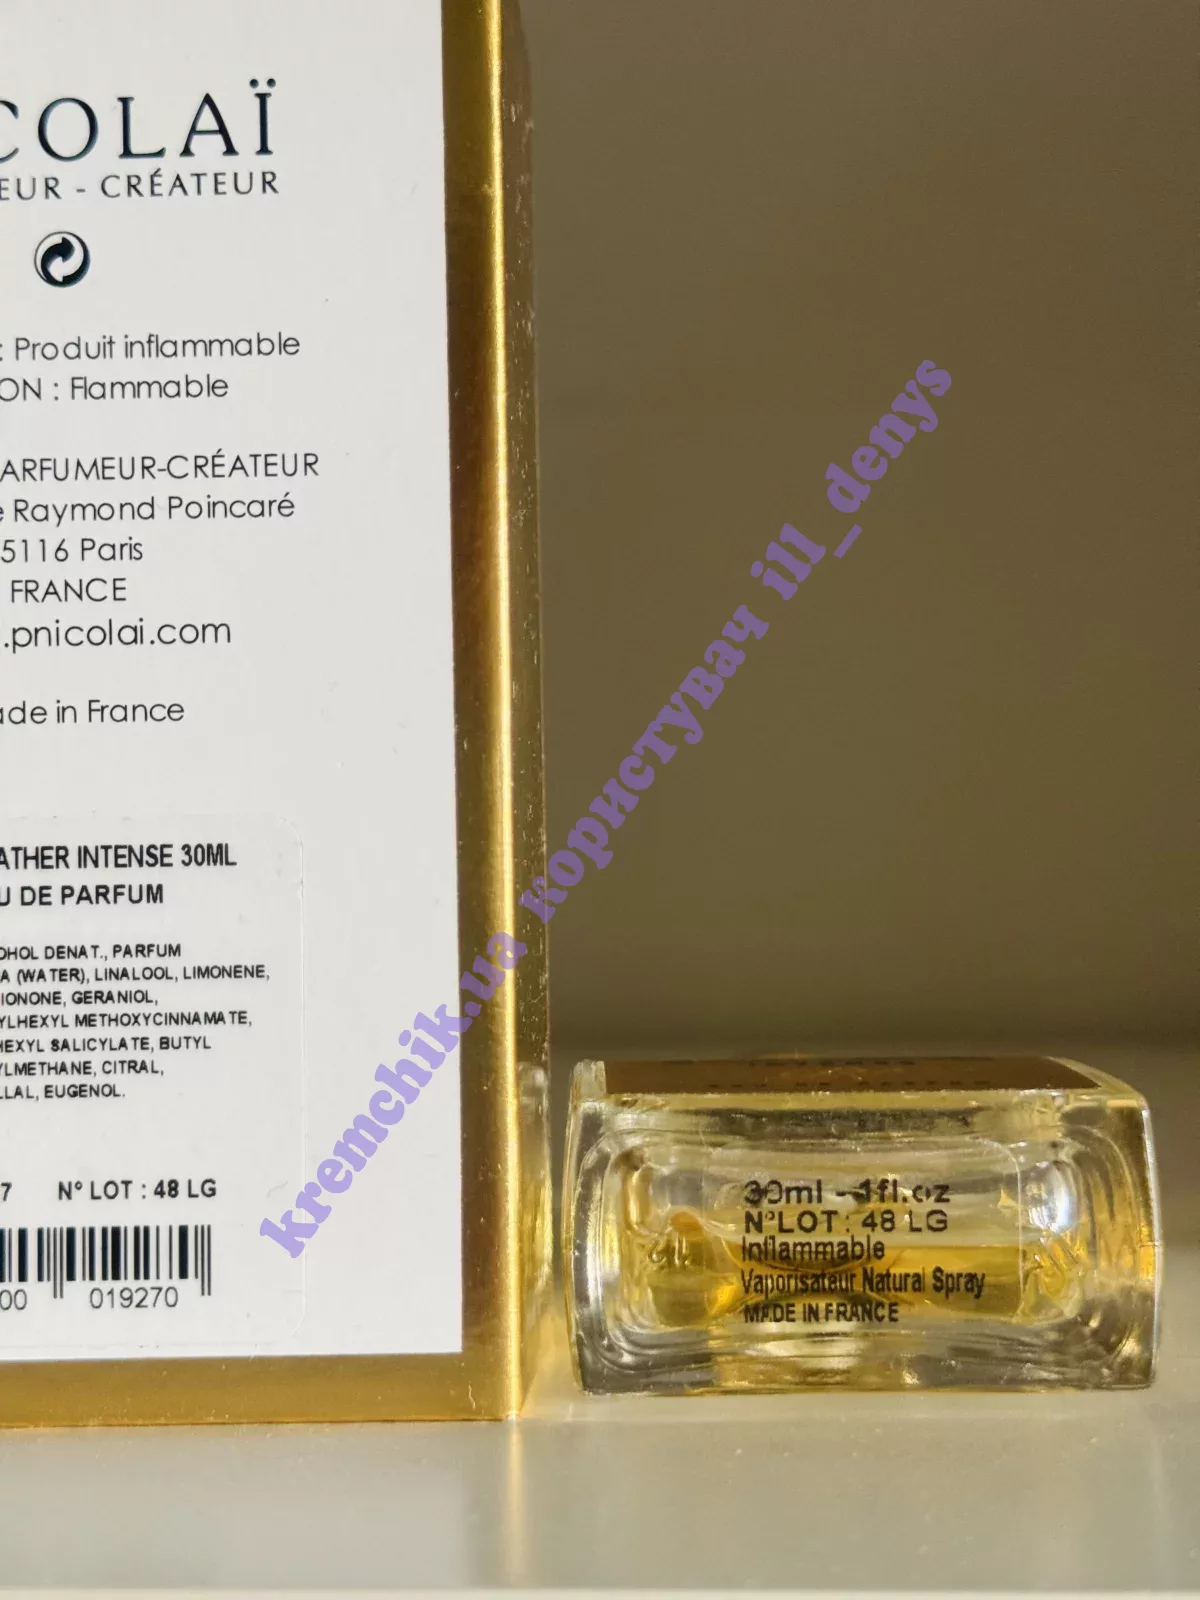 COLAÏ
EUR - CRÉATEUR
: Produit inflammable
ON : Flammable
ARFUMEUR-CRÉATEUR
e Raymond Poincaré
5116 Paris
FRANCE
.pnicolai.com
ade in France
ATHER INTENSE 30ML
U DE PARFUM
OHOL DENAT., PARFUM
A (WATER), LINALOOL, LIMONENE,
IONONE, GERANIOL,
YLHEXYL METHOXYCINNAMATE,
HEXYL SALICYLATE, BUTYL
YLMETHANE, CITRAL,
LLAL, EUGENOL.
7 N° LOT : 48 LG
00 019270
30ml - 1fl.oz
N°LOT : 48 LG
Inflammable
Vaporisateur Natural Spray
MADE IN FRANCE
kremchik.ua користувач ill_denys